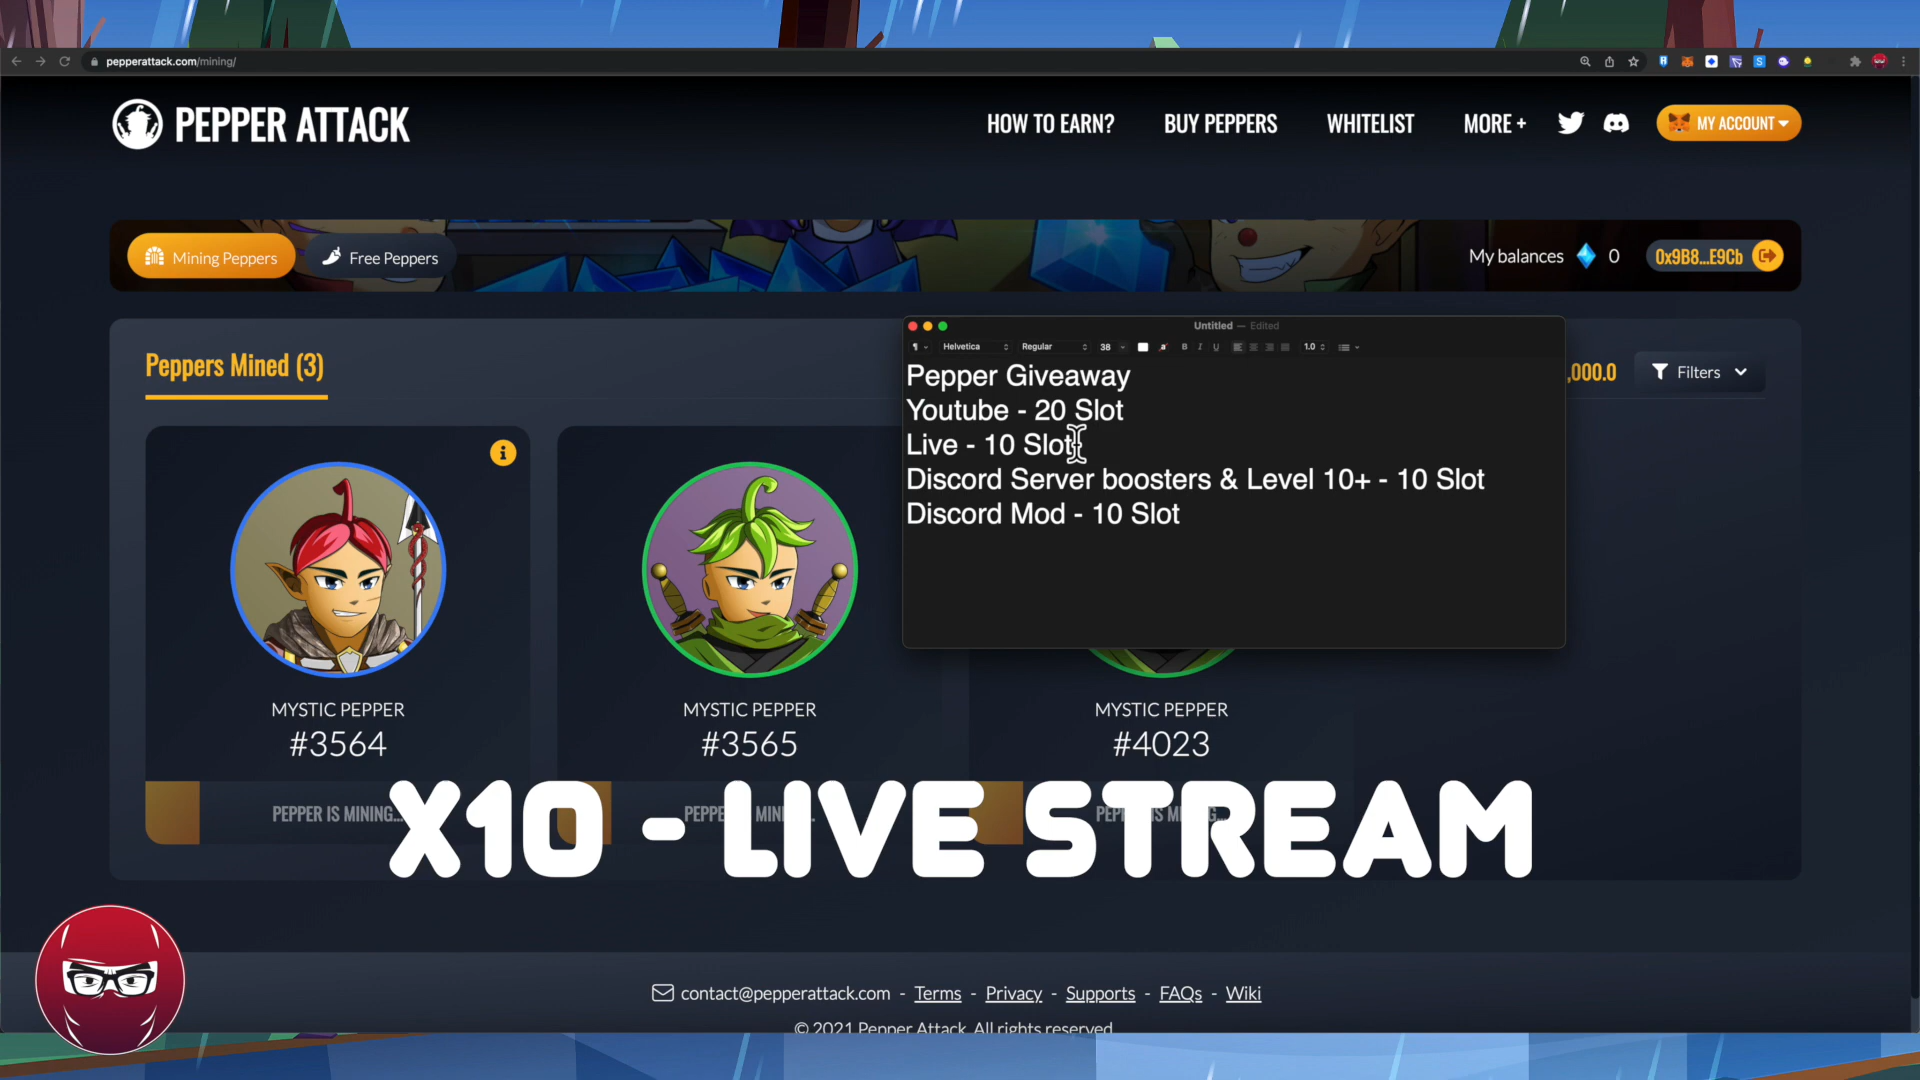 pepperattack.com/mining/
PEPPER ATTACK
HOW TO EARN?
BUY PEPPERS
WHITELIST
MORE +
MY ACCOUNT
Mining Peppers
Free Peppers
My balances
0
0x9B8...E9Cb
Untitled — Edited
Helvetica
Regular
38
B I U
1.0
Peppers Mined (3)
Pepper Giveaway
Youtube - 20 Slot
Live - 10 Slot
Discord Server boosters & Level 10+ - 10 Slot
Discord Mod - 10 Slot
,000.0
Filters
MYSTIC PEPPER
#3564
MYSTIC PEPPER
#3565
MYSTIC PEPPER
#4023
PEPPER IS MINING...
X10 - LIVE STREAM
contact@pepperattack.com - Terms - Privacy - Supports - FAQs - Wiki
© 2021 Pepper Attack. All rights reserved.